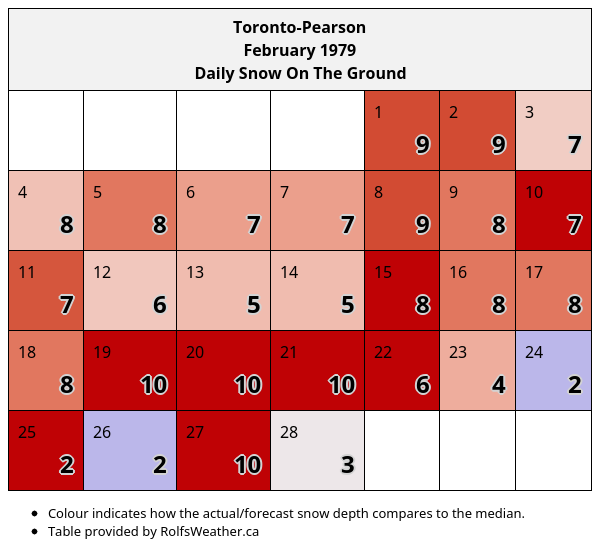 Toronto-Pearson
February 1979
Daily Snow On The Ground
1 2 3
9 9 7
4 5 6 7 8 9 10
8 8 7 7 9 8 7
11 12 13 14 15 16 17
7 6 5 5 8 8 8
18 19 20 21 22 23 24
8 10 10 10 6 4 2
25 26 27 28
2 2 10 3
• Colour indicates how the actual/forecast snow depth compares to the median.
• Table provided by RolfsWeather.ca